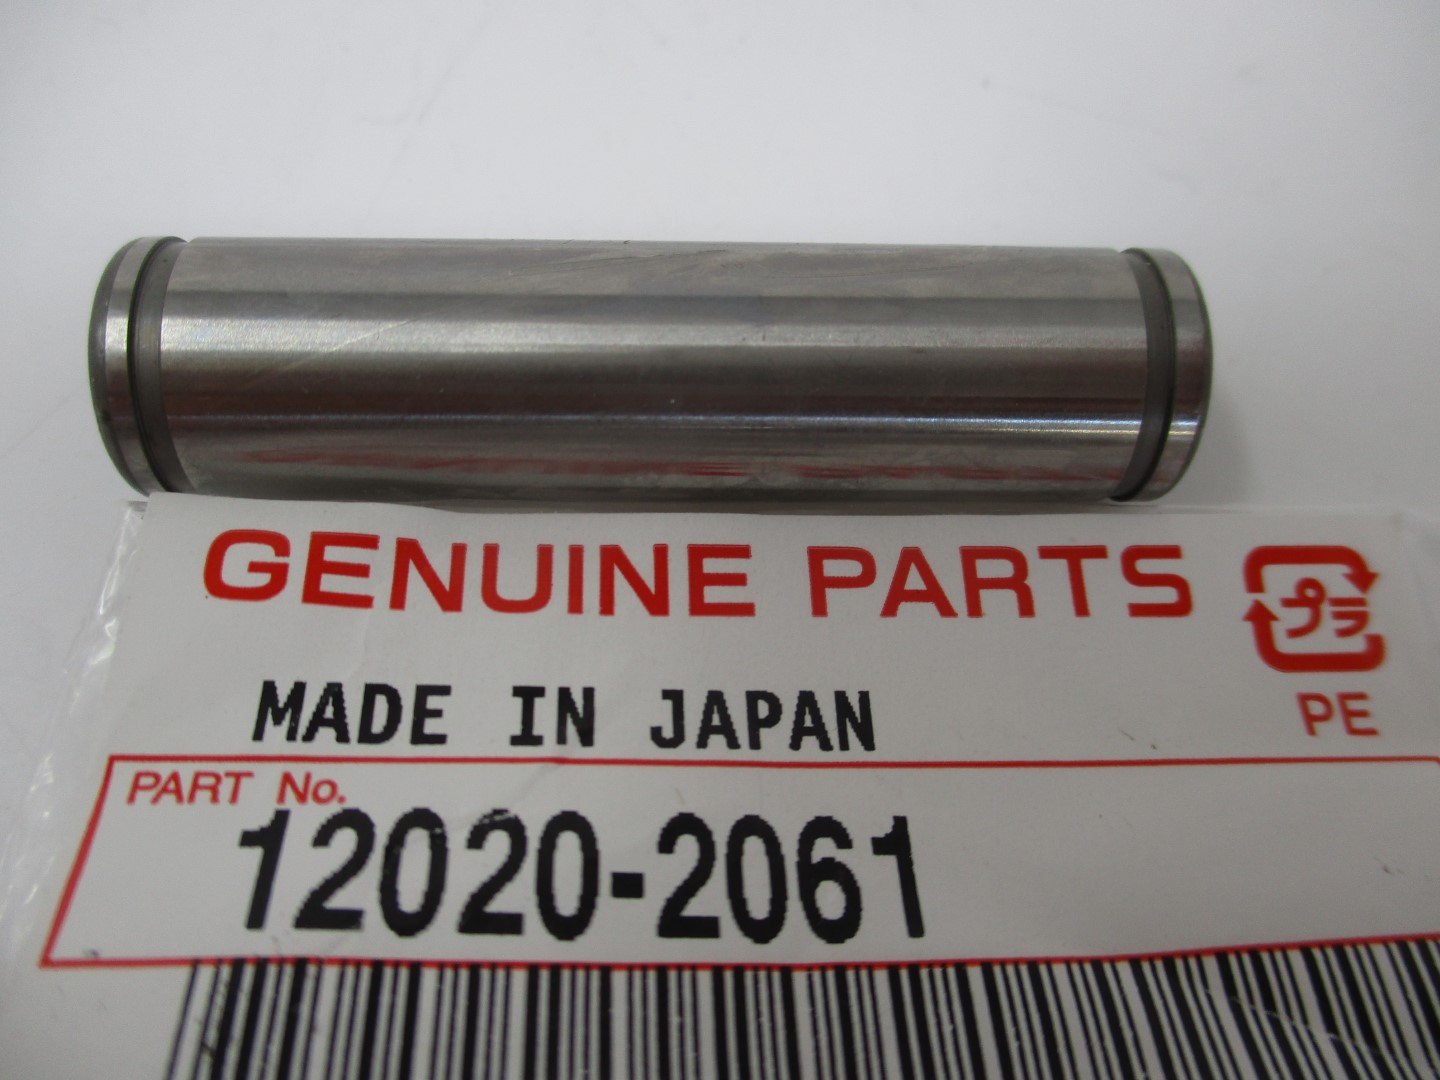 GENUINE PARTS
プラ
PE
MADE IN JAPAN
PART No.
12020-2061